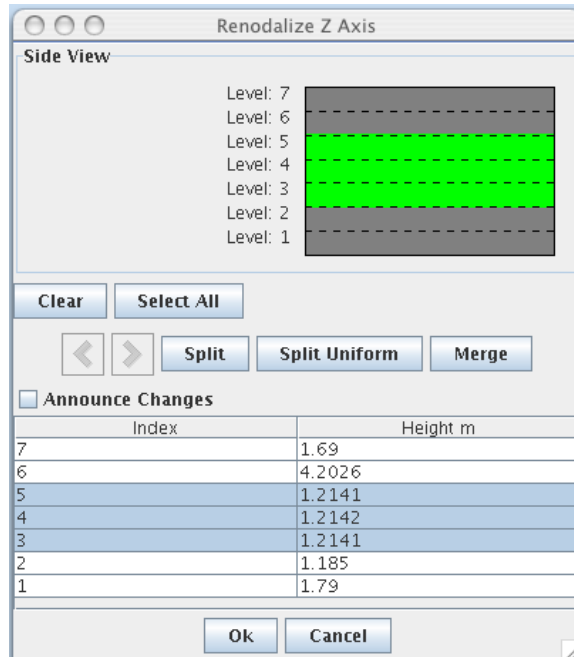 Renodalize Z Axis
Side View
Level: 7
Level: 6
Level: 5
Level: 4
Level: 3
Level: 2
Level: 1
Clear Select All
Split Split Uniform Merge
Announce Changes
Index Height m
7 1.69
6 4.2026
5 1.2141
4 1.2142
3 1.2141
2 1.185
1 1.79
Ok Cancel